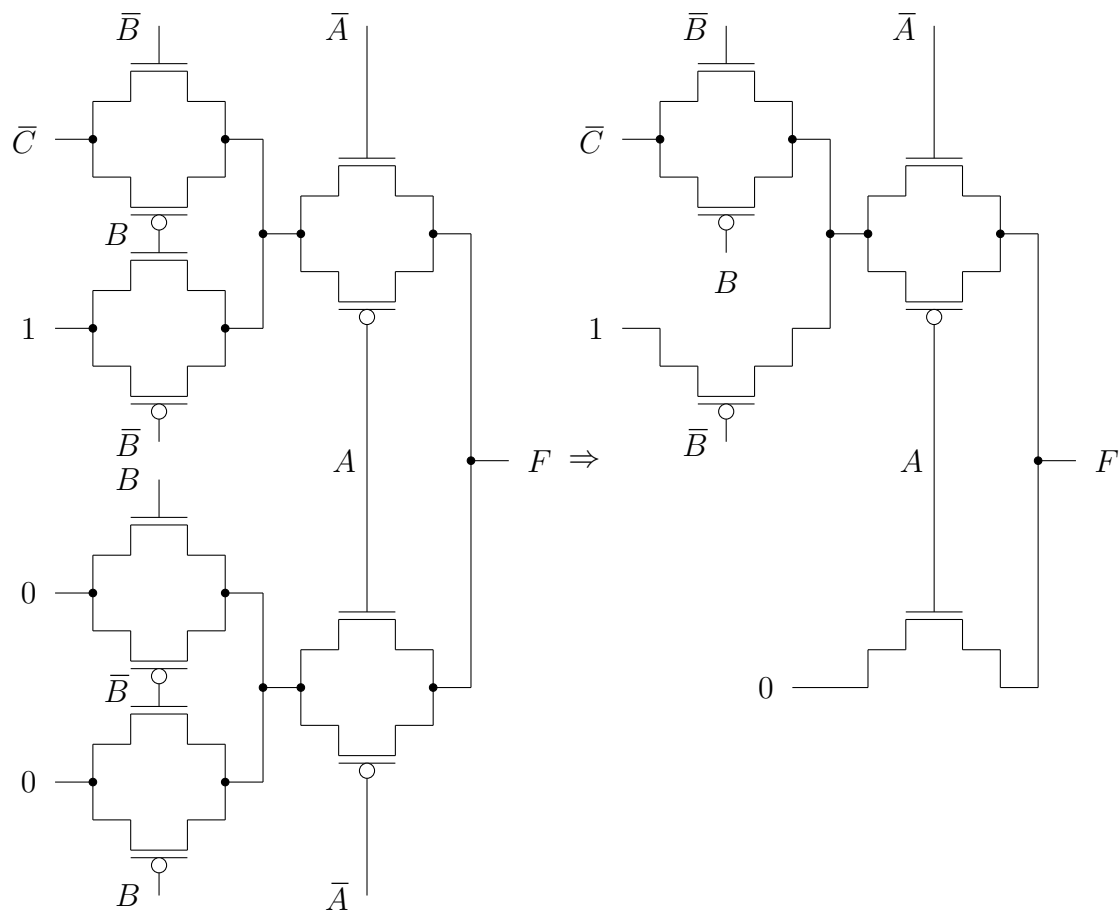 B̅ A̅ B̅ A̅
C̅ C̅
B B
1 1
B̅ A F ⇒ B̅ A F
B
0 0
B̅
0
B A̅